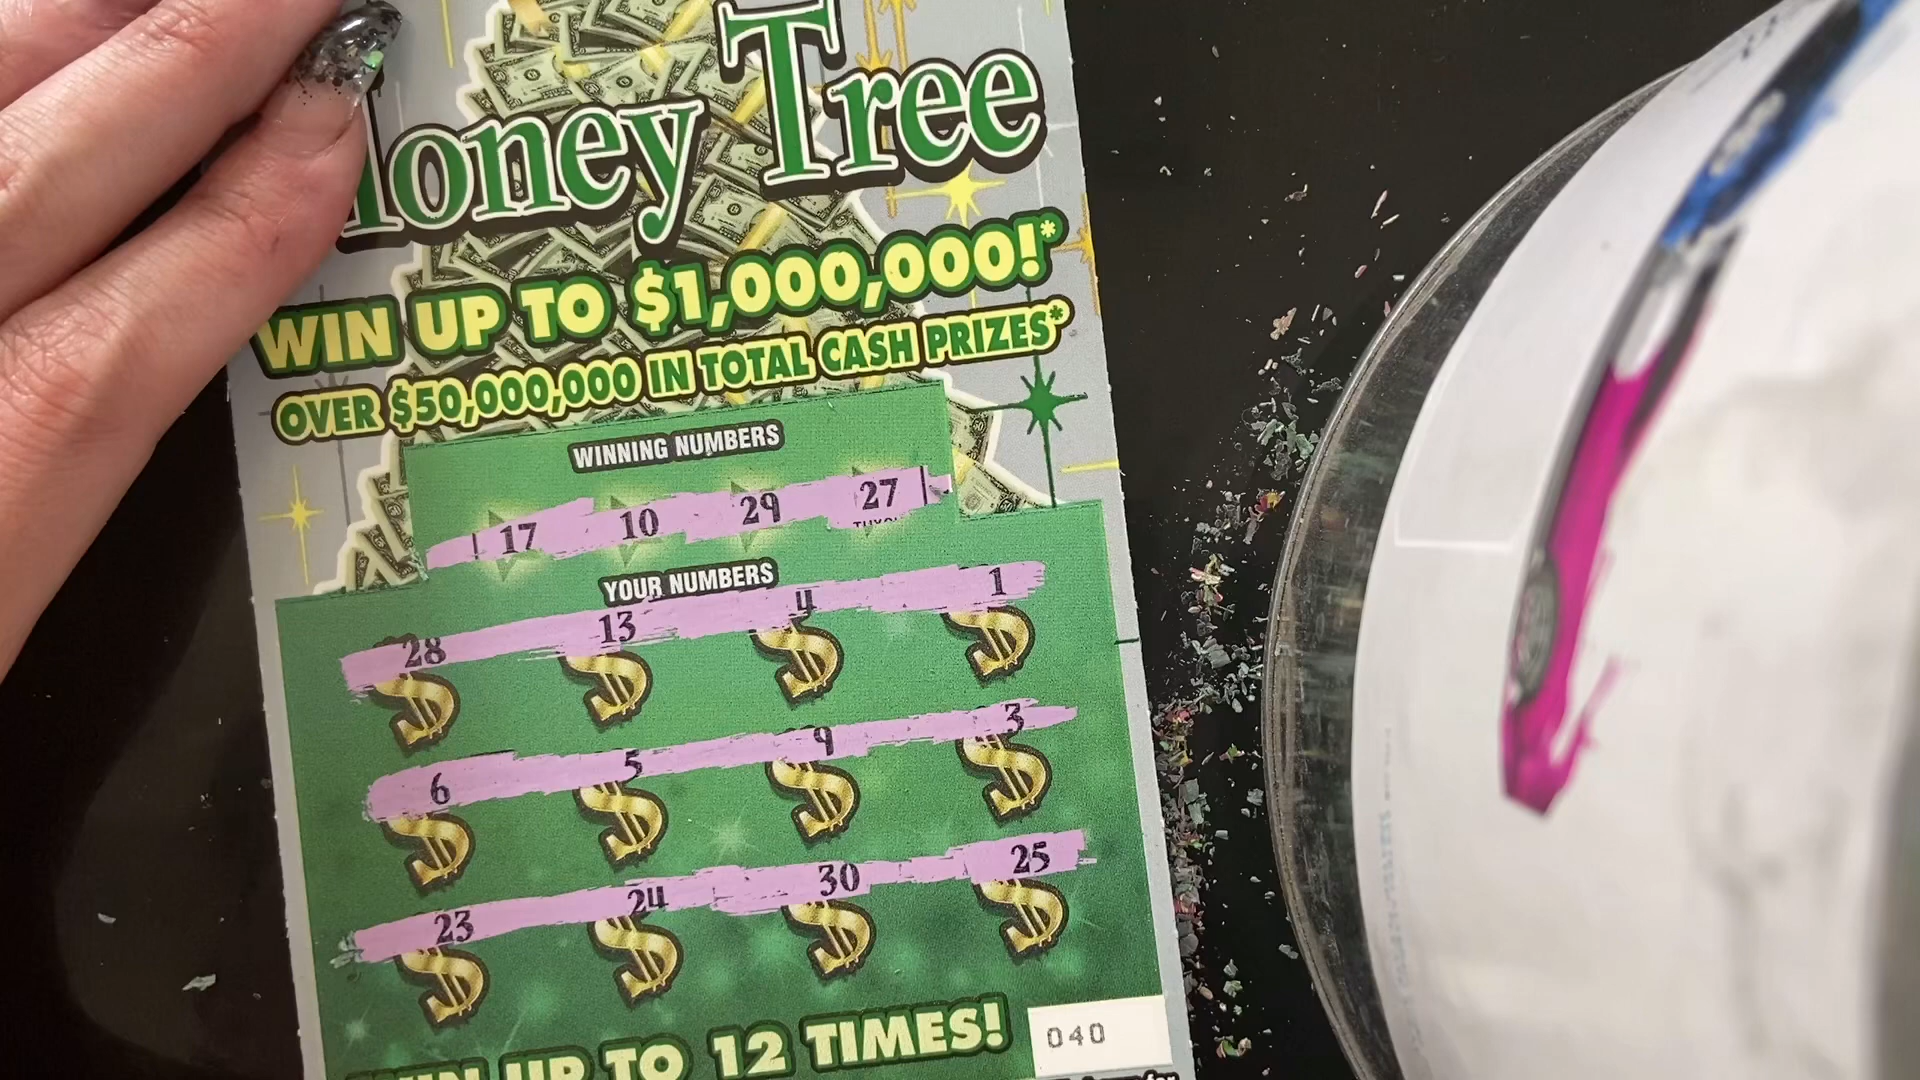 Money Tree
WIN UP TO $1,000,000!*
OVER $50,000,000 IN TOTAL CASH PRIZES*
WINNING NUMBERS
17 10 29 27
YOUR NUMBERS
28 13 4 1
6 5 9 3
23 24 30 25
WIN UP TO 12 TIMES!
040